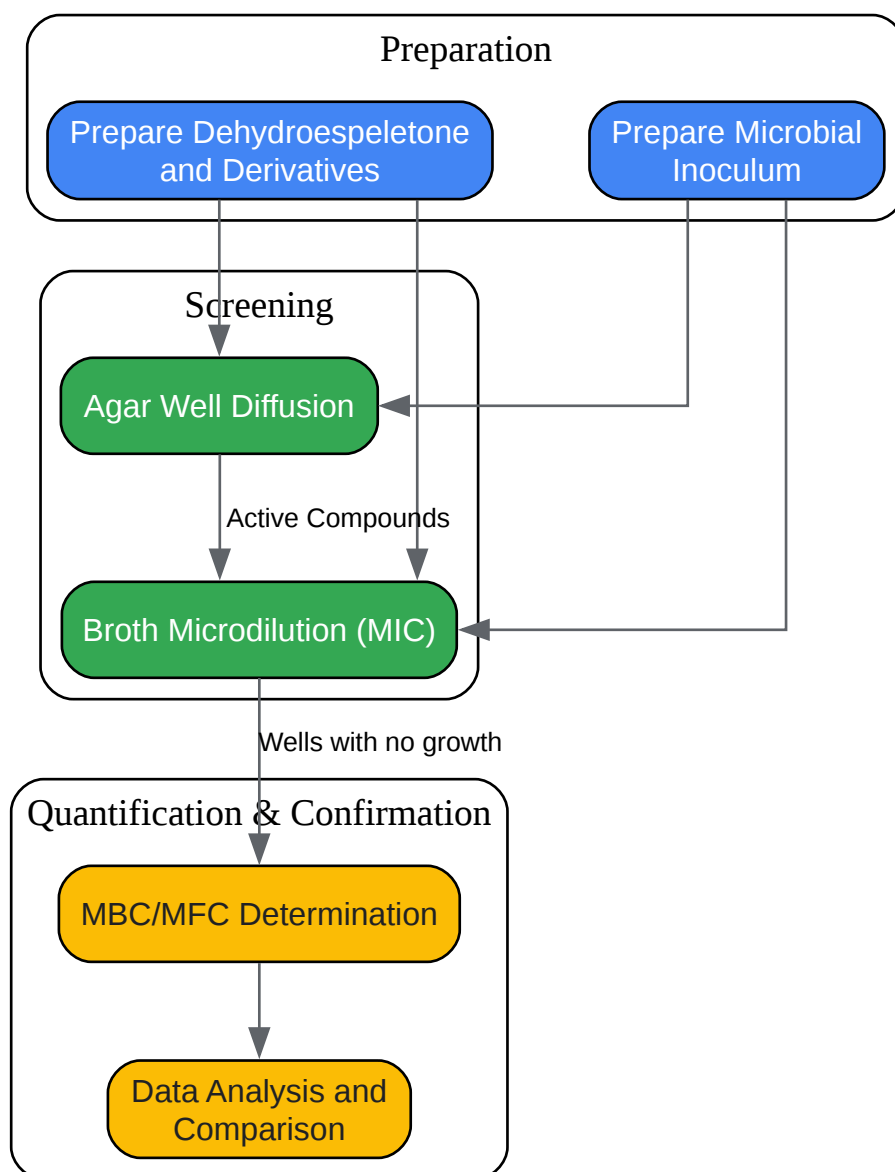 Preparation
Prepare Dehydroespeletone
and Derivatives
Prepare Microbial
Inoculum
Screening
Agar Well Diffusion
Active Compounds
Broth Microdilution (MIC)
Wells with no growth
Quantification & Confirmation
MBC/MFC Determination
Data Analysis and
Comparison